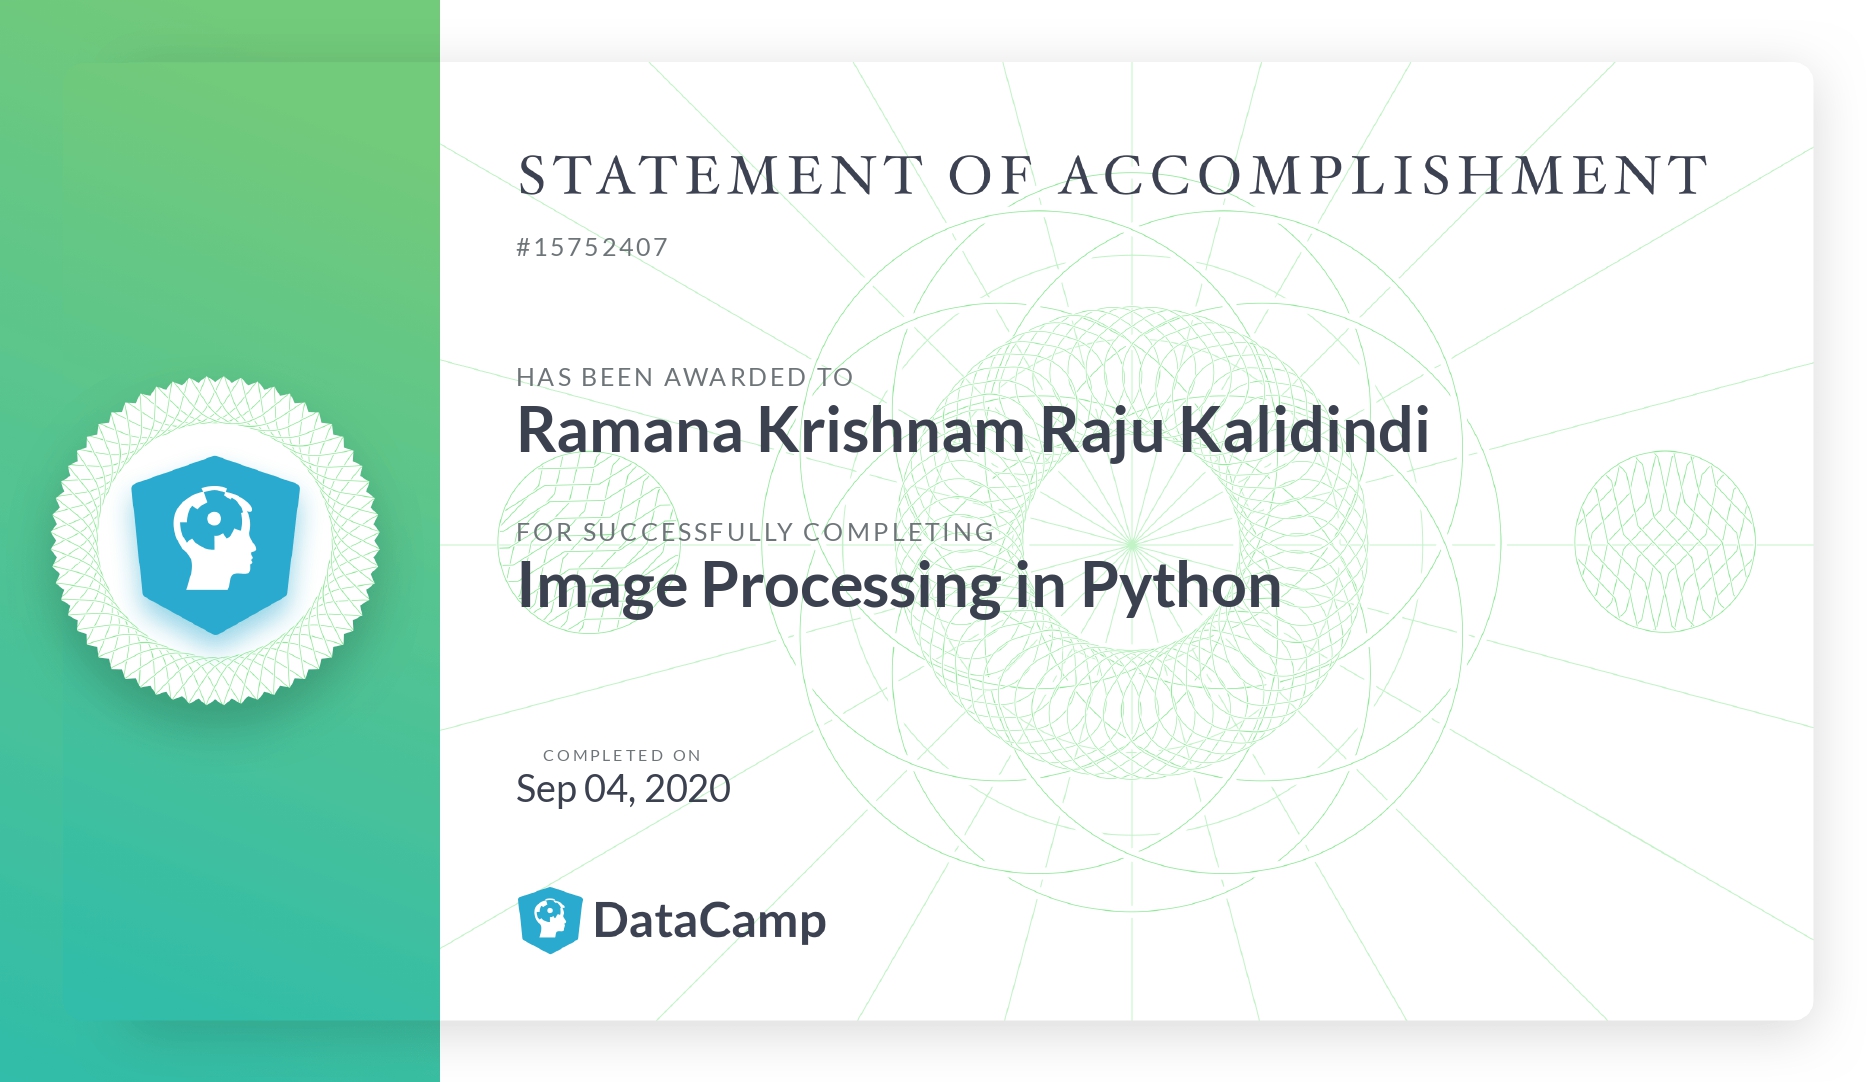 STATEMENT OF ACCOMPLISHMENT
#15752407
HAS BEEN AWARDED TO
Ramana Krishnam Raju Kalidindi
FOR SUCCESSFULLY COMPLETING
Image Processing in Python
COMPLETED ON
Sep 04, 2020
DataCamp